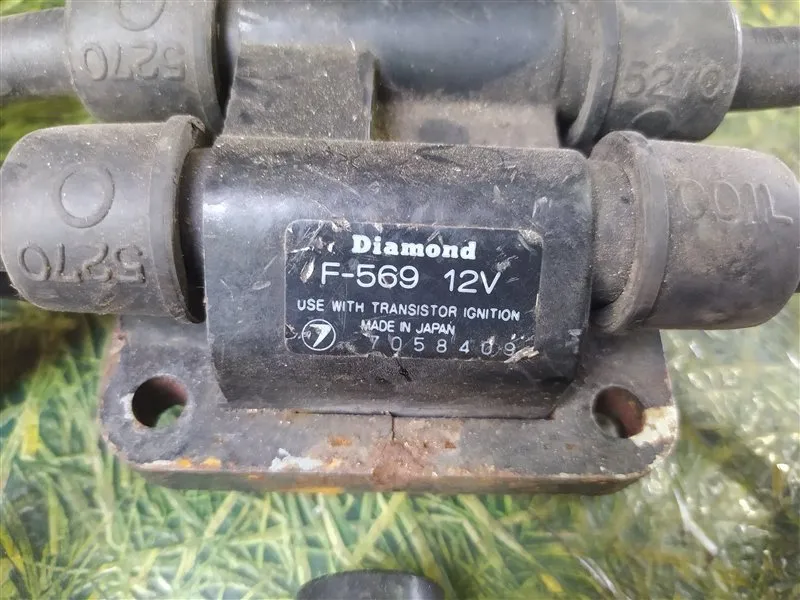 5270
5270
Diamond
F-569 12V
USE WITH TRANSISTOR IGNITION
MADE IN JAPAN
7058409
5270
COIL